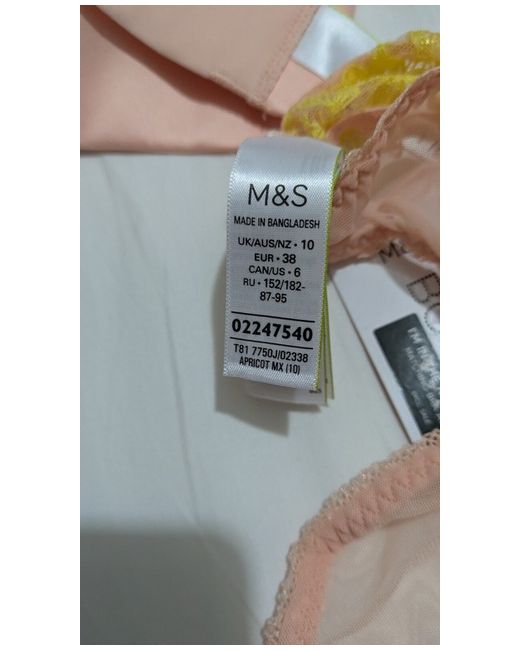 M&S
MADE IN BANGLADESH
UK/AUS/NZ • 10
EUR • 38
CAN/US • 6
RU • 152/182-
87-95
02247540
T81 7750J/02338
APRICOT MX (10)
M&